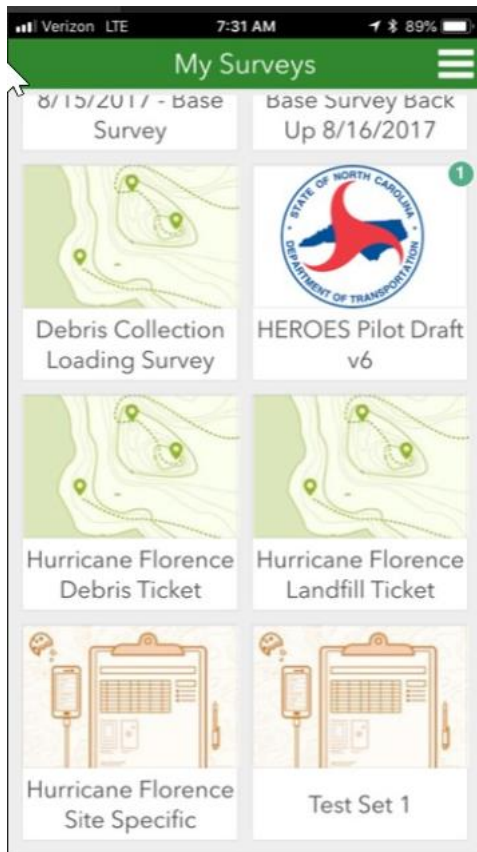 Verizon LTE 7:31 AM 89%
My Surveys
8/15/2017 - Base
Survey
Base Survey Back
Up 8/16/2017
1
STATE OF NORTH CAROLINA
DEPARTMENT OF TRANSPORTATION
Debris Collection
Loading Survey
HEROES Pilot Draft
v6
Hurricane Florence
Debris Ticket
Hurricane Florence
Landfill Ticket
Hurricane Florence
Site Specific
Test Set 1